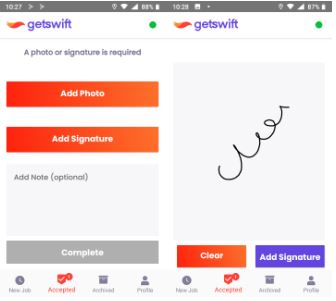 10:27
88%
getswift
A photo or signature is required
Add Photo
Add Signature
Add Note (optional)
Complete
New Job
Accepted
Archived
Profile
10:28
87%
getswift
Clear
Add Signature
New Job
Accepted
Archived
Profile